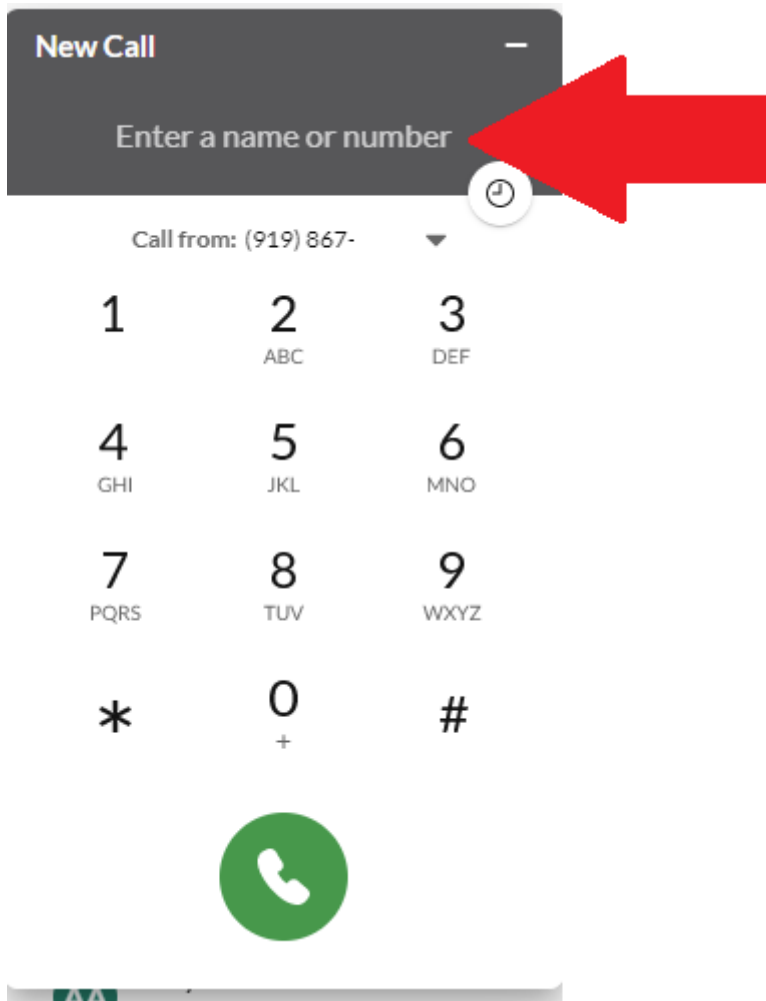 New Call
Enter a name or number
Call from: (919) 867-
1 2 3
ABC DEF
4 5 6
GHI JKL MNO
7 8 9
PQRS TUV WXYZ
* 0 #
+